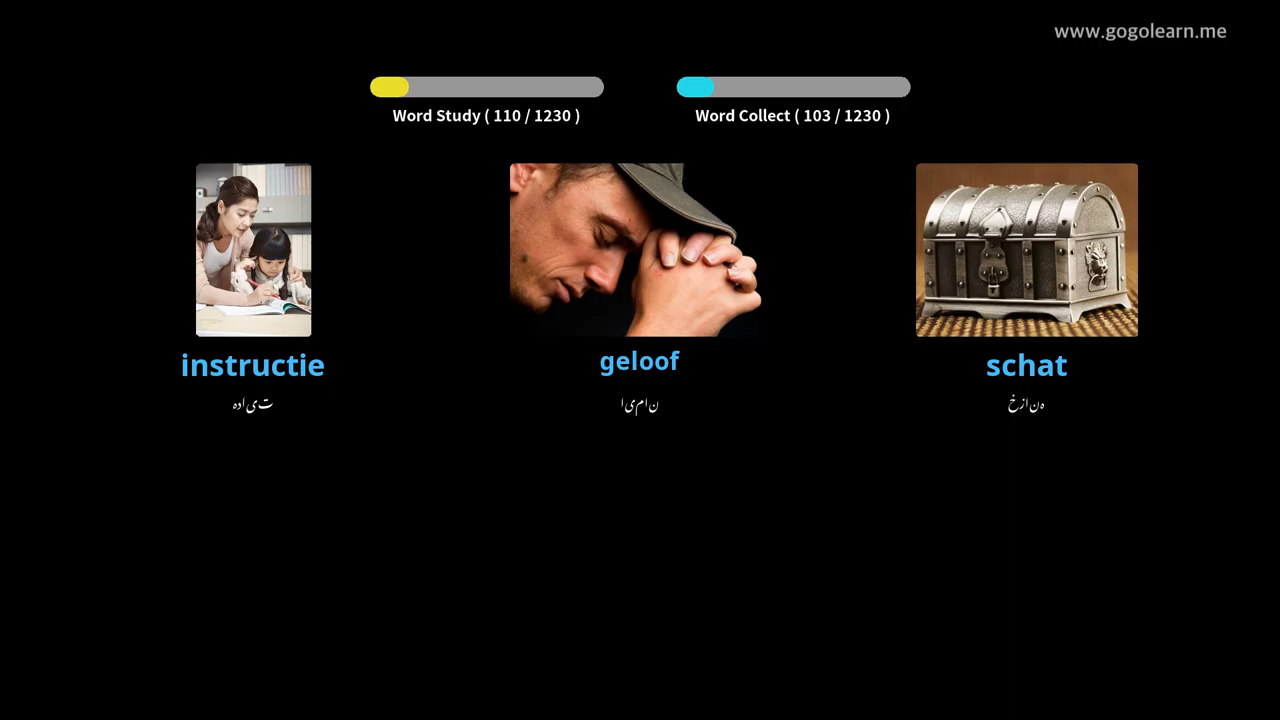 www.gogolearn.me
Word Study ( 110 / 1230 )
Word Collect ( 103 / 1230 )
instructie
geloof
schat
ہدایت
ایمان
خزانہ